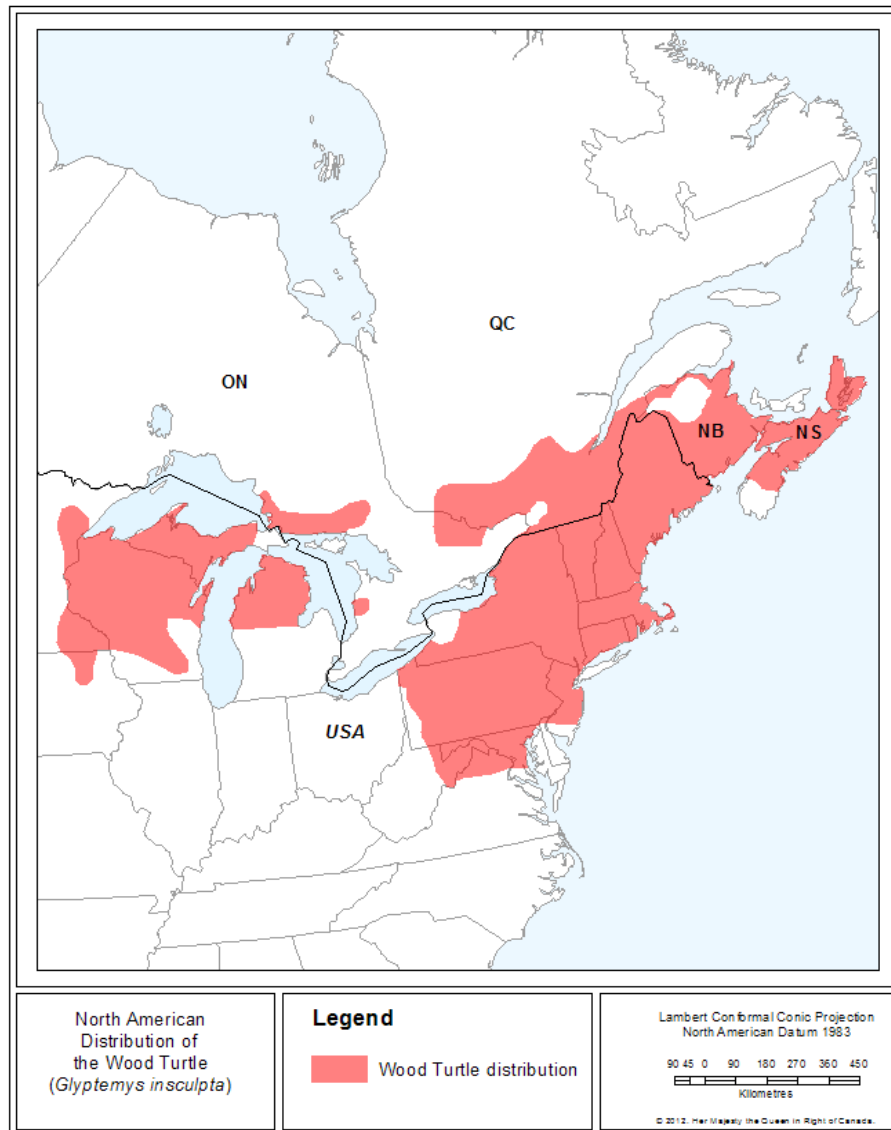 QC
ON
NB
NS
USA
North American
Distribution of
the Wood Turtle
(Glyptemys insculpta)
Legend
Wood Turtle distribution
Lambert Conformal Conic Projection
North American Datum 1983
90 45 0 90 180 270 360 450
Kilometres
© 2012. Her Majesty the Queen in Right of Canada.